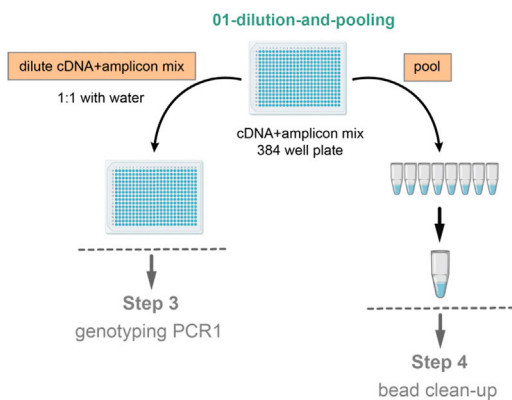 01-dilution-and-pooling
dilute cDNA+amplicon mix
pool
1:1 with water
cDNA+amplicon mix
384 well plate
Step 3
genotyping PCR1
Step 4
bead clean-up